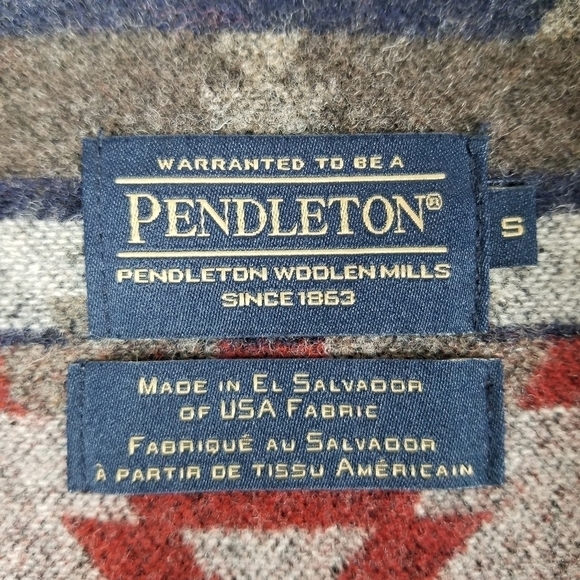 WARRANTED TO BE A
PENDLETON®
PENDLETON WOOLEN MILLS
SINCE 1863
S
MADE IN EL SALVADOR
OF USA FABRIC
FABRIQUÉ AU SALVADOR
À PARTIR DE TISSU AMÉRICAIN